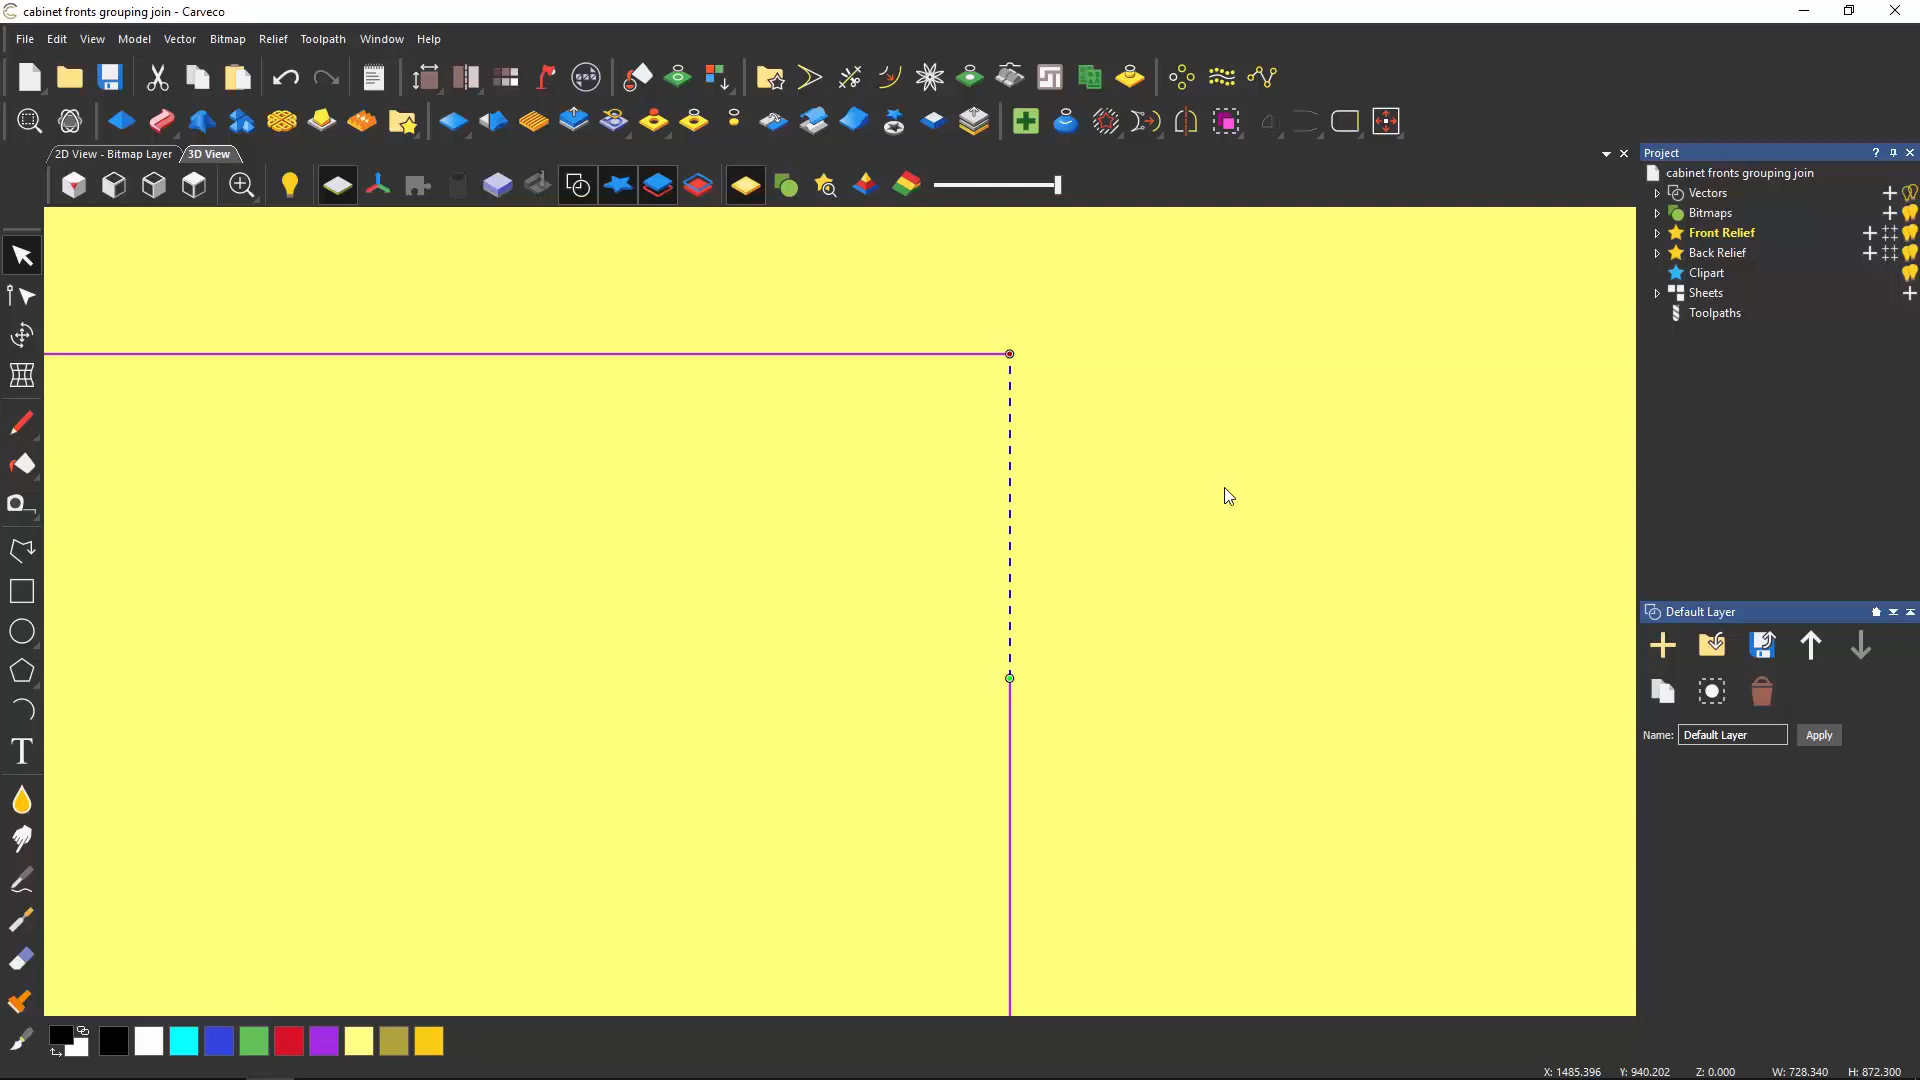 cabinet fronts grouping join - Carveco
File Edit View Model Vector Bitmap Relief Toolpath Window Help
2D View - Bitmap Layer 3D View
Project
cabinet fronts grouping join
Vectors
Bitmaps
Front Relief
Back Relief
Clipart
Sheets
Toolpaths
Default Layer
Name: Default Layer Apply
T
X: 1485.396 Y: 940.202 Z: 0.000 W: 728.340 H: 872.300